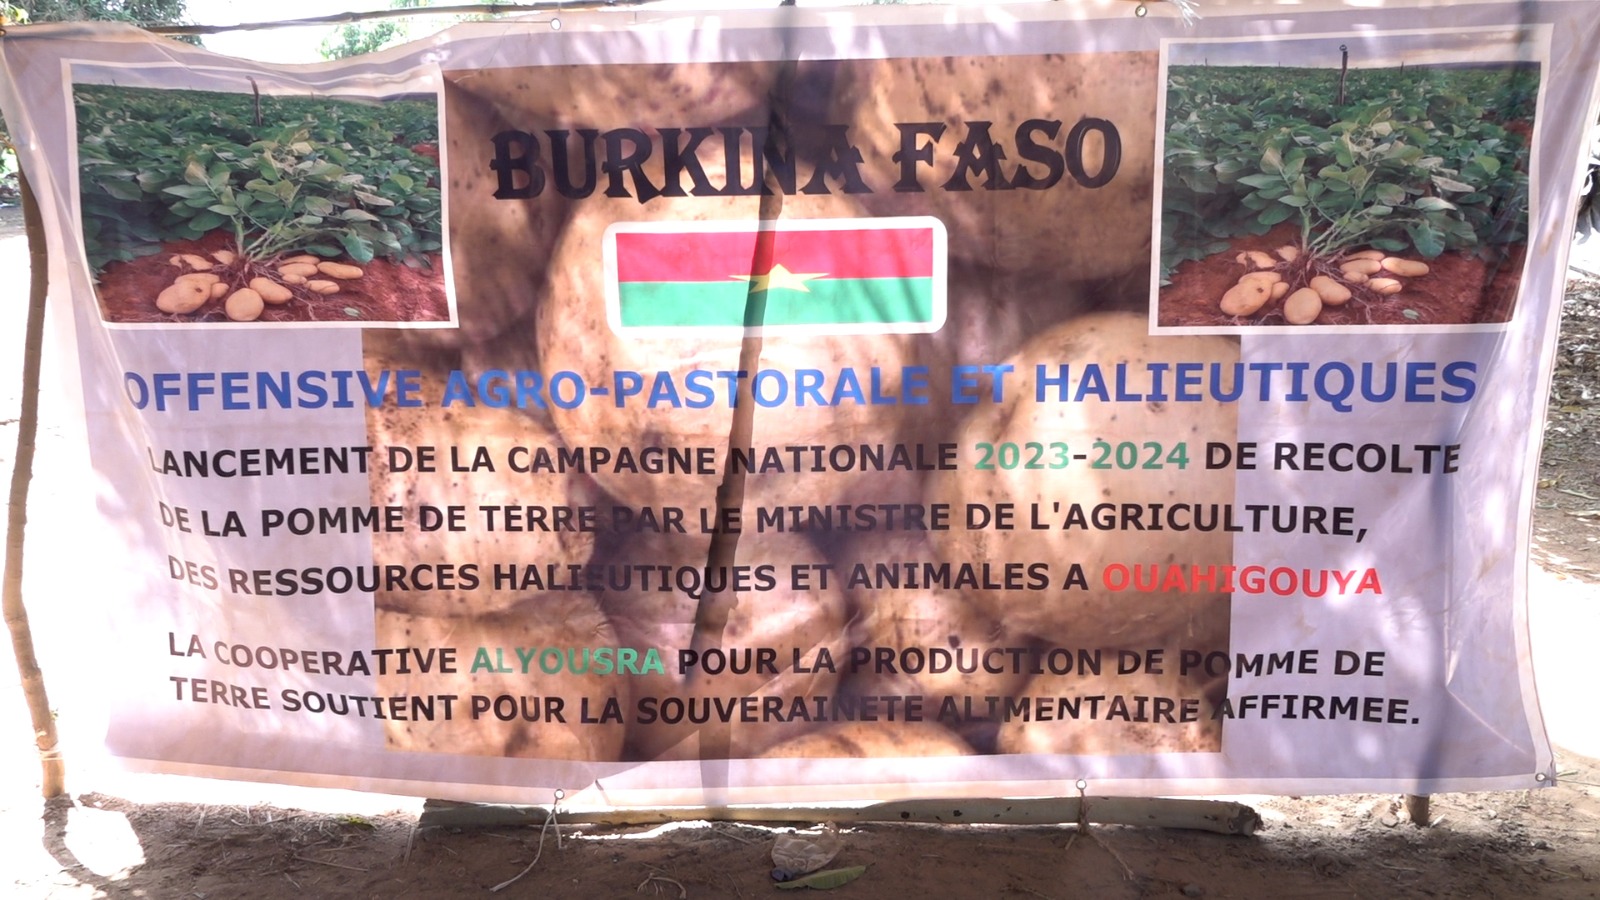 BURKINA FASO
OFFENSIVE AGRO-PASTORALE ET HALIEUTIQUES
LANCEMENT DE LA CAMPAGNE NATIONALE 2023-2024 DE RECOLTE
DE LA POMME DE TERRE PAR LE MINISTRE DE L'AGRICULTURE,
DES RESSOURCES HALIEUTIQUES ET ANIMALES A OUAHIGOUYA
LA COOPERATIVE ALYOUSRA POUR LA PRODUCTION DE POMME DE
TERRE SOUTIENT POUR LA SOUVERAINETE ALIMENTAIRE AFFIRMEE.